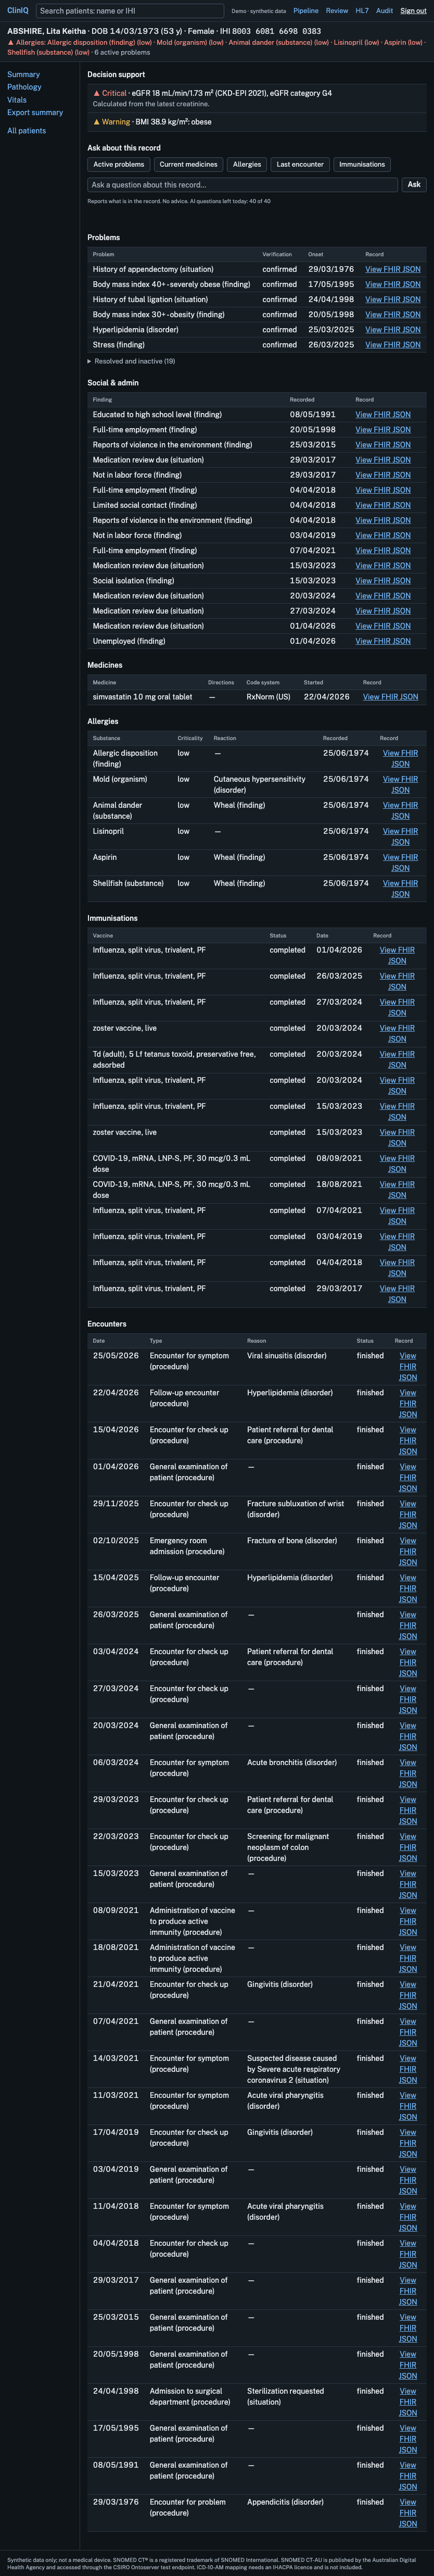 ClinIQ
Search patients: name or IHI
Demo · synthetic data Pipeline Review HL7 Audit Sign out
ABSHIRE, Lita Keitha · DOB 14/03/1973 (53 y) · Female · IHI 8003 6081 6698 0383
▲ Allergies: Allergic disposition (finding) (low) · Mold (organism) (low) · Animal dander (substance) (low) · Lisinopril (low) · Aspirin (low) ·
Shellfish (substance) (low) · 6 active problems
Summary
Pathology
Vitals
Export summary
All patients
Decision support
▲ Critical · eGFR 18 mL/min/1.73 m² (CKD-EPI 2021), eGFR category G4
Calculated from the latest creatinine.
▲ Warning · BMI 38.9 kg/m²: obese
Ask about this record
Active problems Current medicines Allergies Last encounter Immunisations
Ask a question about this record... Ask
Reports what is in the record. No advice. AI questions left today: 40 of 40
Problems
Problem Verification Onset Record
History of appendectomy (situation) confirmed 29/03/1976 View FHIR JSON
Body mass index 40+ - severely obese (finding) confirmed 17/05/1995 View FHIR JSON
History of tubal ligation (situation) confirmed 24/04/1998 View FHIR JSON
Body mass index 30+ - obesity (finding) confirmed 20/05/1998 View FHIR JSON
Hyperlipidemia (disorder) confirmed 25/03/2025 View FHIR JSON
Stress (finding) confirmed 26/03/2025 View FHIR JSON
▶ Resolved and inactive (19)
Social & admin
Finding Recorded Record
Educated to high school level (finding) 08/05/1991 View FHIR JSON
Full-time employment (finding) 20/05/1998 View FHIR JSON
Reports of violence in the environment (finding) 25/03/2015 View FHIR JSON
Medication review due (situation) 29/03/2017 View FHIR JSON
Not in labor force (finding) 29/03/2017 View FHIR JSON
Full-time employment (finding) 04/04/2018 View FHIR JSON
Limited social contact (finding) 04/04/2018 View FHIR JSON
Reports of violence in the environment (finding) 04/04/2018 View FHIR JSON
Not in labor force (finding) 03/04/2019 View FHIR JSON
Full-time employment (finding) 07/04/2021 View FHIR JSON
Medication review due (situation) 15/03/2023 View FHIR JSON
Social isolation (finding) 15/03/2023 View FHIR JSON
Medication review due (situation) 20/03/2024 View FHIR JSON
Medication review due (situation) 27/03/2024 View FHIR JSON
Medication review due (situation) 01/04/2026 View FHIR JSON
Unemployed (finding) 01/04/2026 View FHIR JSON
Medicines
Medicine Directions Code system Started Record
simvastatin 10 mg oral tablet — RxNorm (US) 22/04/2026 View FHIR JSON
Allergies
Substance Criticality Reaction Recorded Record
Allergic disposition low — 25/06/1974 View FHIR
(finding) JSON
Mold (organism) low Cutaneous hypersensitivity 25/06/1974 View FHIR
(disorder) JSON
Animal dander low Wheal (finding) 25/06/1974 View FHIR
(substance) JSON
Lisinopril low — 25/06/1974 View FHIR
JSON
Aspirin low Wheal (finding) 25/06/1974 View FHIR
JSON
Shellfish (substance) low Wheal (finding) 25/06/1974 View FHIR
JSON
Immunisations
Vaccine Status Date Record
Influenza, split virus, trivalent, PF completed 01/04/2026 View FHIR
JSON
Influenza, split virus, trivalent, PF completed 26/03/2025 View FHIR
JSON
Influenza, split virus, trivalent, PF completed 27/03/2024 View FHIR
JSON
zoster vaccine, live completed 20/03/2024 View FHIR
JSON
Td (adult), 5 Lf tetanus toxoid, preservative free, completed 20/03/2024 View FHIR
adsorbed JSON
Influenza, split virus, trivalent, PF completed 20/03/2024 View FHIR
JSON
Influenza, split virus, trivalent, PF completed 15/03/2023 View FHIR
JSON
zoster vaccine, live completed 15/03/2023 View FHIR
JSON
COVID-19, mRNA, LNP-S, PF, 30 mcg/0.3 mL completed 08/09/2021 View FHIR
dose JSON
COVID-19, mRNA, LNP-S, PF, 30 mcg/0.3 mL completed 18/08/2021 View FHIR
dose JSON
Influenza, split virus, trivalent, PF completed 07/04/2021 View FHIR
JSON
Influenza, split virus, trivalent, PF completed 03/04/2019 View FHIR
JSON
Influenza, split virus, trivalent, PF completed 04/04/2018 View FHIR
JSON
Influenza, split virus, trivalent, PF completed 29/03/2017 View FHIR
JSON
Encounters
Date Type Reason Status Record
25/05/2026 Encounter for symptom Viral sinusitis (disorder) finished View
(procedure) FHIR
JSON
22/04/2026 Follow-up encounter Hyperlipidemia (disorder) finished View
(procedure) FHIR
JSON
15/04/2026 Encounter for check up Patient referral for dental finished View
(procedure) care (procedure) FHIR
JSON
01/04/2026 General examination of — finished View
patient (procedure) FHIR
JSON
29/11/2025 Encounter for check up Fracture subluxation of wrist finished View
(procedure) (disorder) FHIR
JSON
02/10/2025 Emergency room Fracture of bone (disorder) finished View
admission (procedure) FHIR
JSON
15/04/2025 Follow-up encounter Hyperlipidemia (disorder) finished View
(procedure) FHIR
JSON
26/03/2025 General examination of — finished View
patient (procedure) FHIR
JSON
03/04/2024 Encounter for check up Patient referral for dental finished View
(procedure) care (procedure) FHIR
JSON
27/03/2024 Encounter for check up — finished View
(procedure) FHIR
JSON
20/03/2024 General examination of — finished View
patient (procedure) FHIR
JSON
06/03/2024 Encounter for symptom Acute bronchitis (disorder) finished View
(procedure) FHIR
JSON
29/03/2023 Encounter for check up Patient referral for dental finished View
(procedure) care (procedure) FHIR
JSON
22/03/2023 Encounter for check up Screening for malignant finished View
(procedure) neoplasm of colon FHIR
(procedure) JSON
15/03/2023 General examination of — finished View
patient (procedure) FHIR
JSON
08/09/2021 Administration of vaccine — finished View
to produce active FHIR
immunity (procedure) JSON
18/08/2021 Administration of vaccine — finished View
to produce active FHIR
immunity (procedure) JSON
21/04/2021 Encounter for check up Gingivitis (disorder) finished View
(procedure) FHIR
JSON
07/04/2021 General examination of — finished View
patient (procedure) FHIR
JSON
14/03/2021 Encounter for symptom Suspected disease caused finished View
(procedure) by Severe acute respiratory FHIR
coronavirus 2 (situation) JSON
11/03/2021 Encounter for symptom Acute viral pharyngitis finished View
(procedure) (disorder) FHIR
JSON
17/04/2019 Encounter for check up Gingivitis (disorder) finished View
(procedure) FHIR
JSON
03/04/2019 General examination of — finished View
patient (procedure) FHIR
JSON
11/04/2018 Encounter for symptom Acute viral pharyngitis finished View
(procedure) (disorder) FHIR
JSON
04/04/2018 Encounter for check up — finished View
(procedure) FHIR
JSON
29/03/2017 General examination of — finished View
patient (procedure) FHIR
JSON
25/03/2015 General examination of — finished View
patient (procedure) FHIR
JSON
20/05/1998 General examination of — finished View
patient (procedure) FHIR
JSON
24/04/1998 Admission to surgical Sterilization requested finished View
department (procedure) (situation) FHIR
JSON
17/05/1995 General examination of — finished View
patient (procedure) FHIR
JSON
08/05/1991 General examination of — finished View
patient (procedure) FHIR
JSON
29/03/1976 Encounter for problem Appendicitis (disorder) finished View
(procedure) FHIR
JSON
Synthetic data only; not a medical device. SNOMED CT® is a registered trademark of SNOMED International. SNOMED CT-AU is published by the Australian Digital
Health Agency and accessed through the CSIRO Ontoserver test endpoint. ICD-10-AM mapping needs an IHACPA licence and is not included.